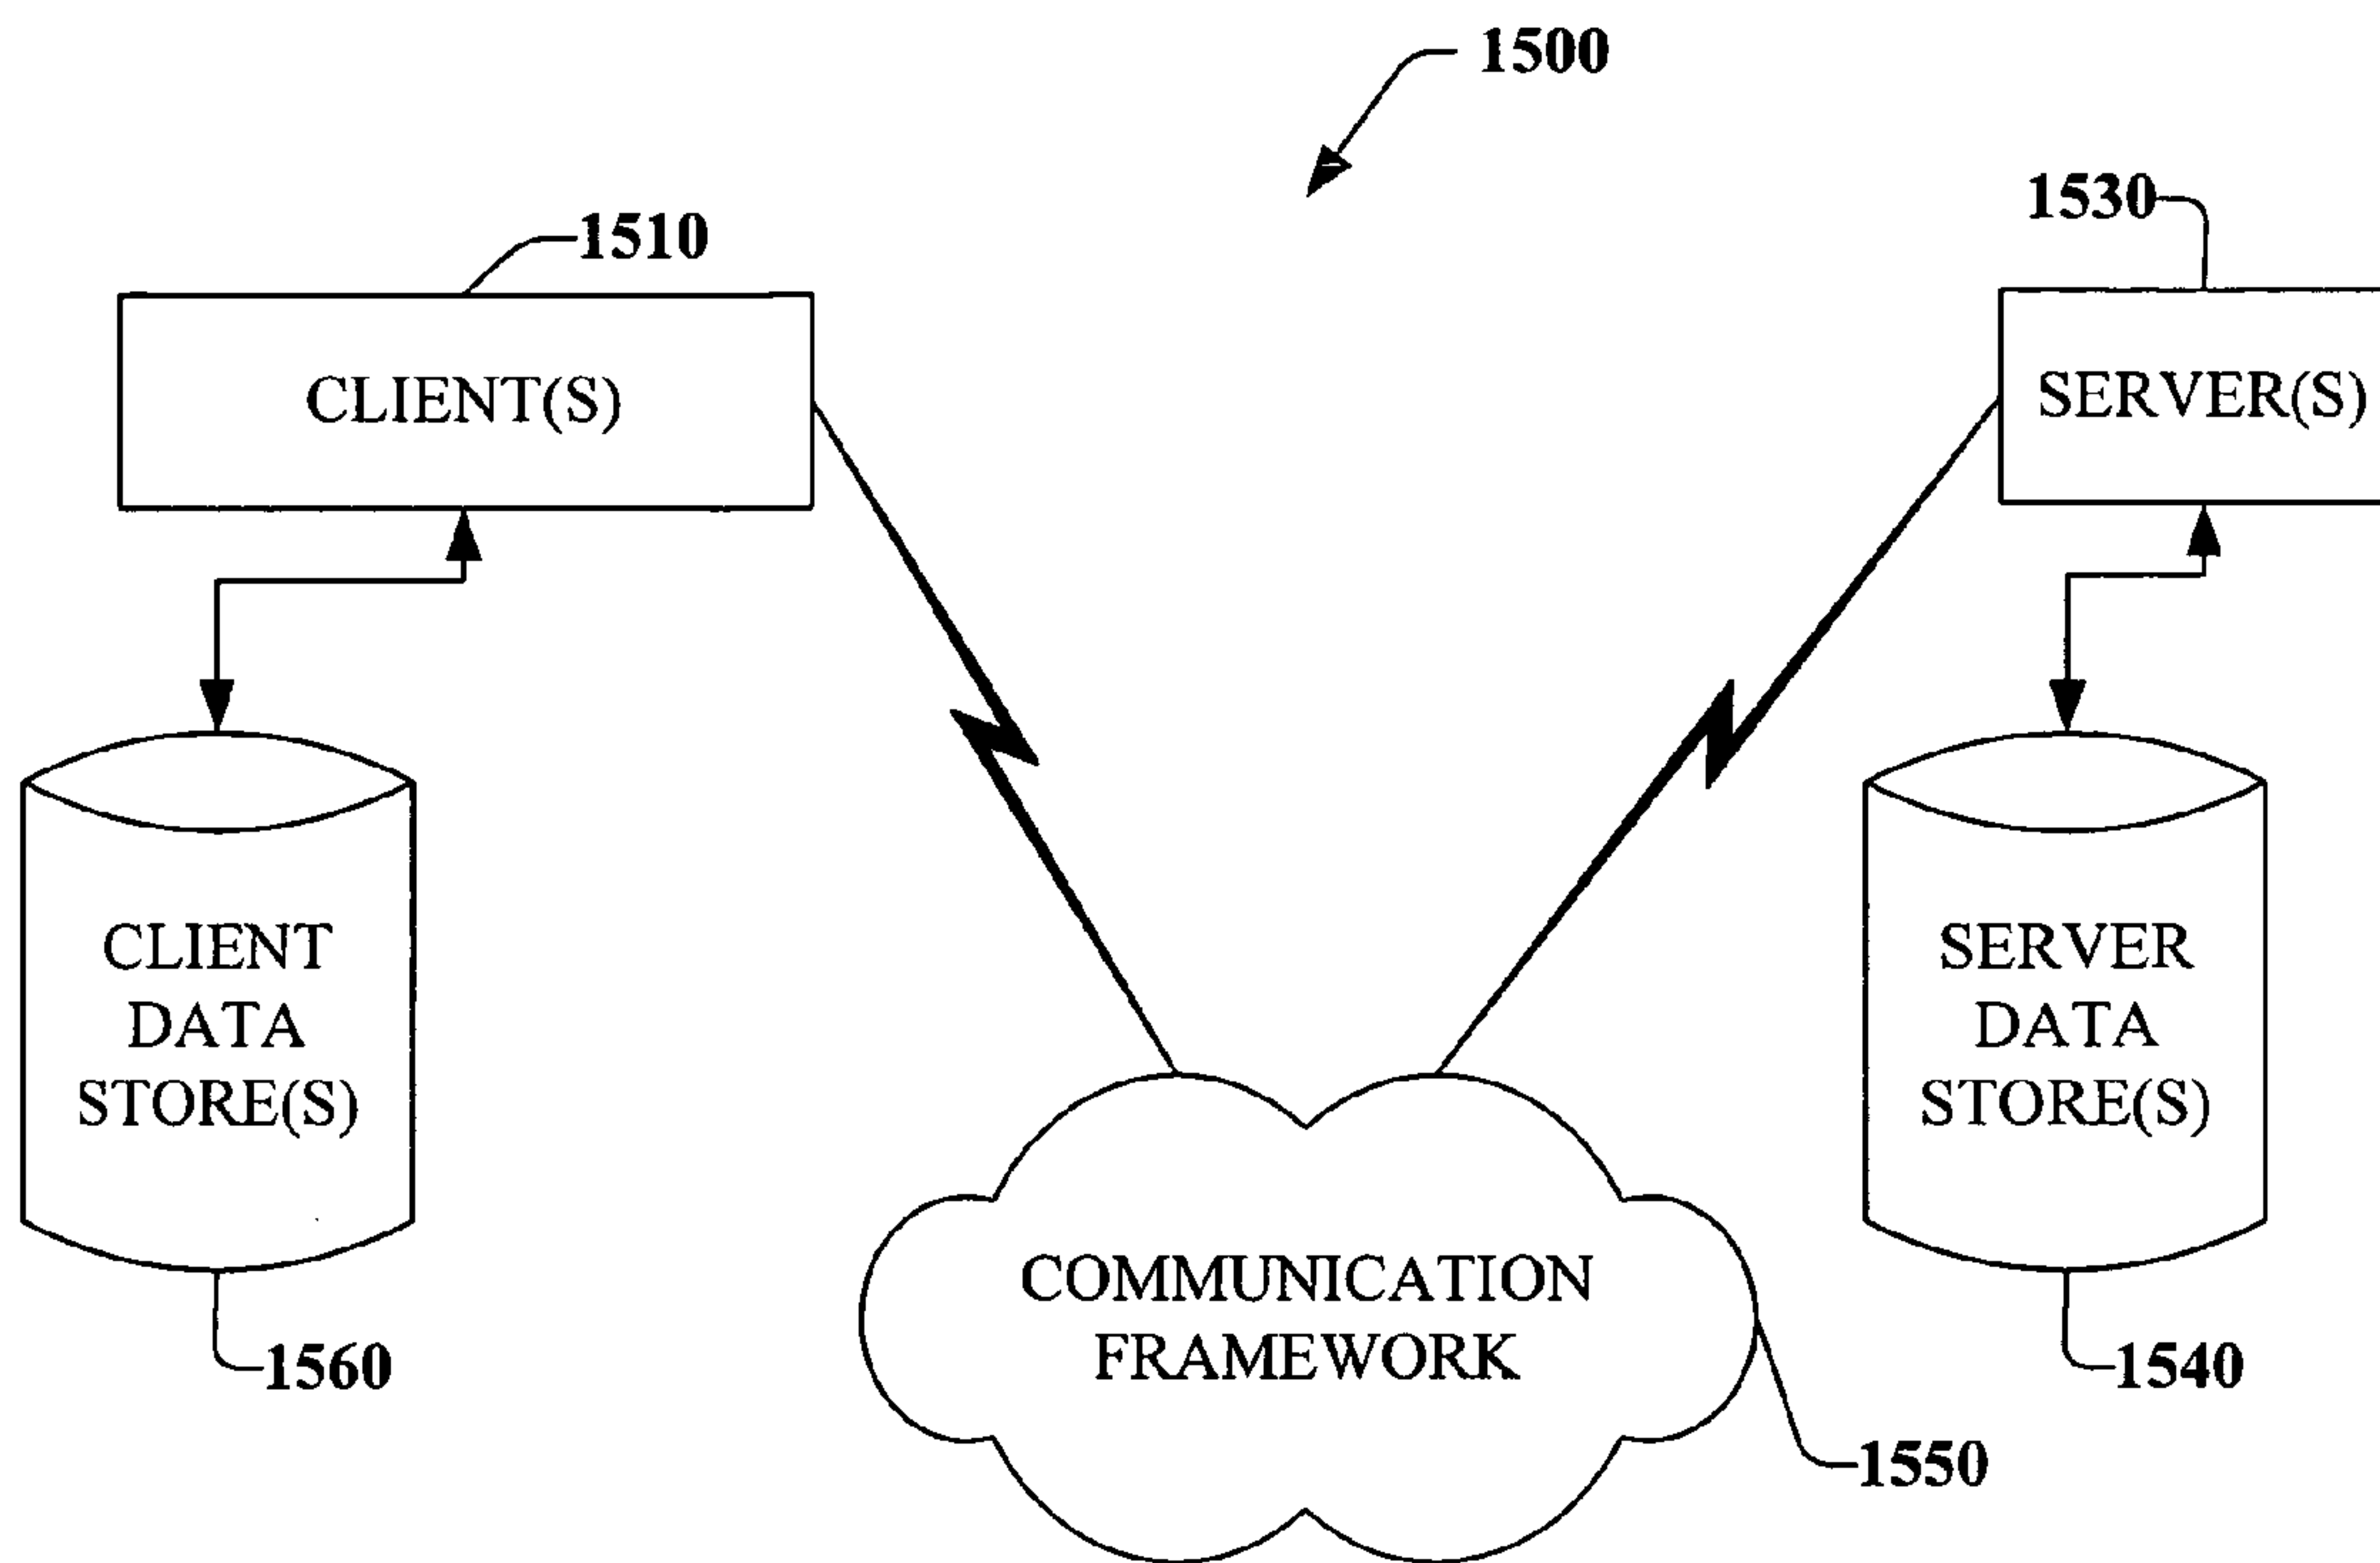 1500
1510
1530
CLIENT(S)
SERVER(S)
CLIENT
DATA
STORE(S)
SERVER
DATA
STORE(S)
COMMUNICATION
FRAMEWORK
1560
1540
1550